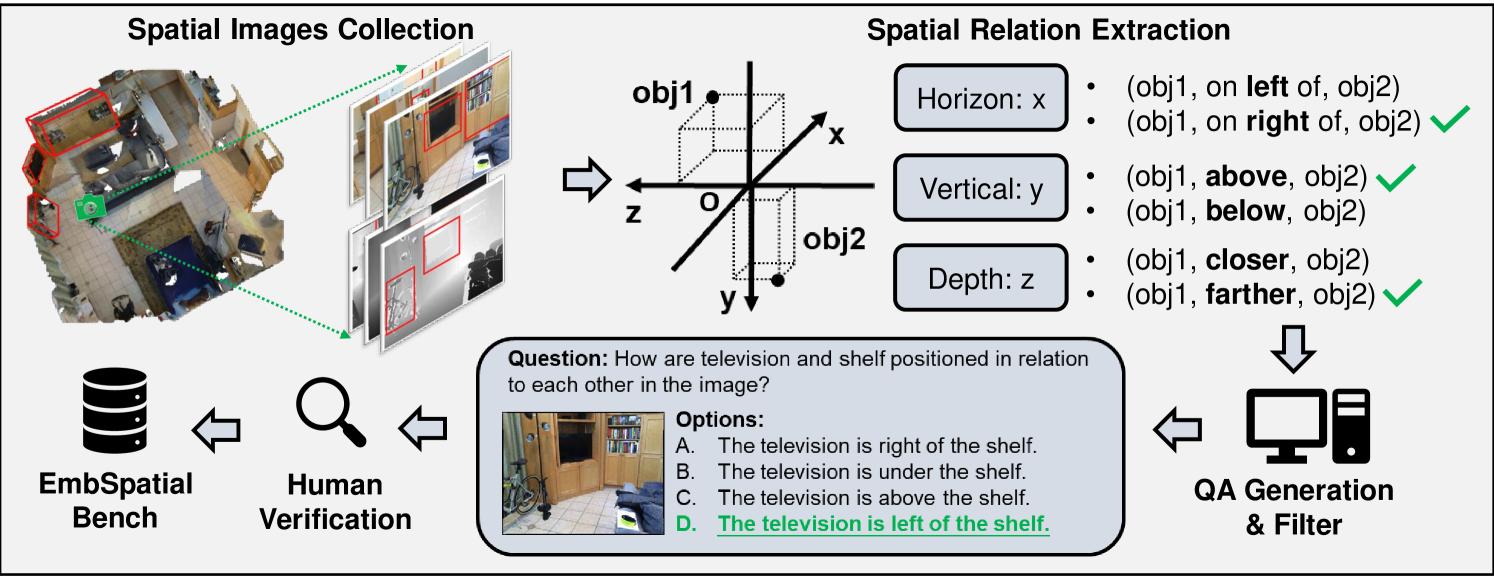 Spatial Images Collection
Spatial Relation Extraction
obj1
x
z
O
obj2
y
Horizon: x
• (obj1, on left of, obj2)
• (obj1, on right of, obj2)
Vertical: y
• (obj1, above, obj2)
• (obj1, below, obj2)
Depth: z
• (obj1, closer, obj2)
• (obj1, farther, obj2)
QA Generation
& Filter
Question: How are television and shelf positioned in relation
to each other in the image?
Options:
A. The television is right of the shelf.
B. The television is under the shelf.
C. The television is above the shelf.
D. The television is left of the shelf.
Human
Verification
EmbSpatial
Bench